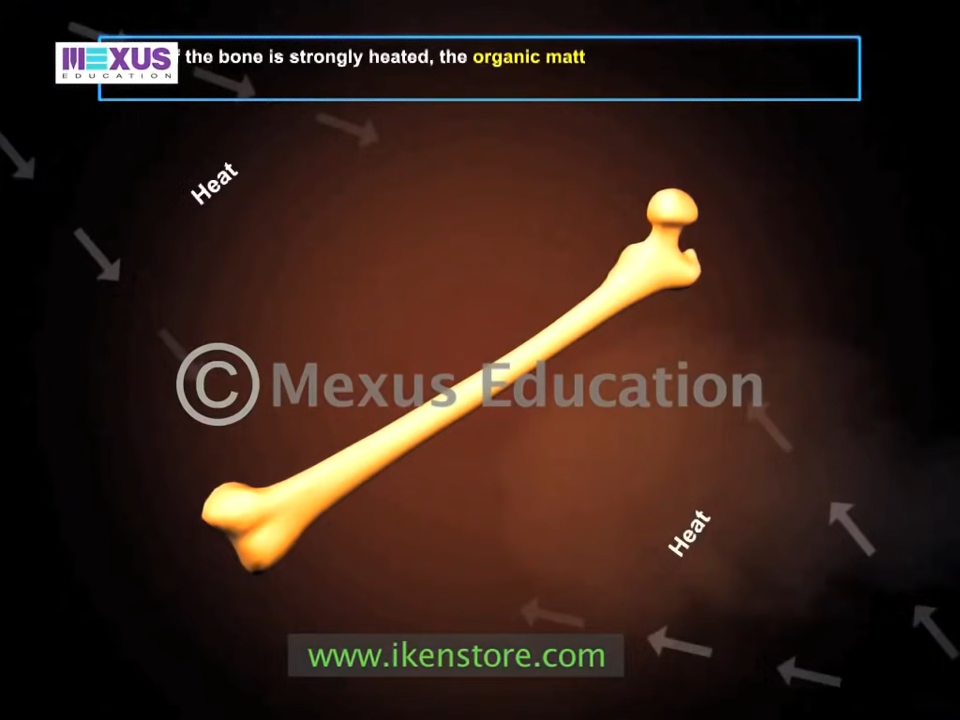 MEXUS
EDUCATION
f the bone is strongly heated, the organic matt
Heat
© Mexus Education
Heat
www.ikenstore.com